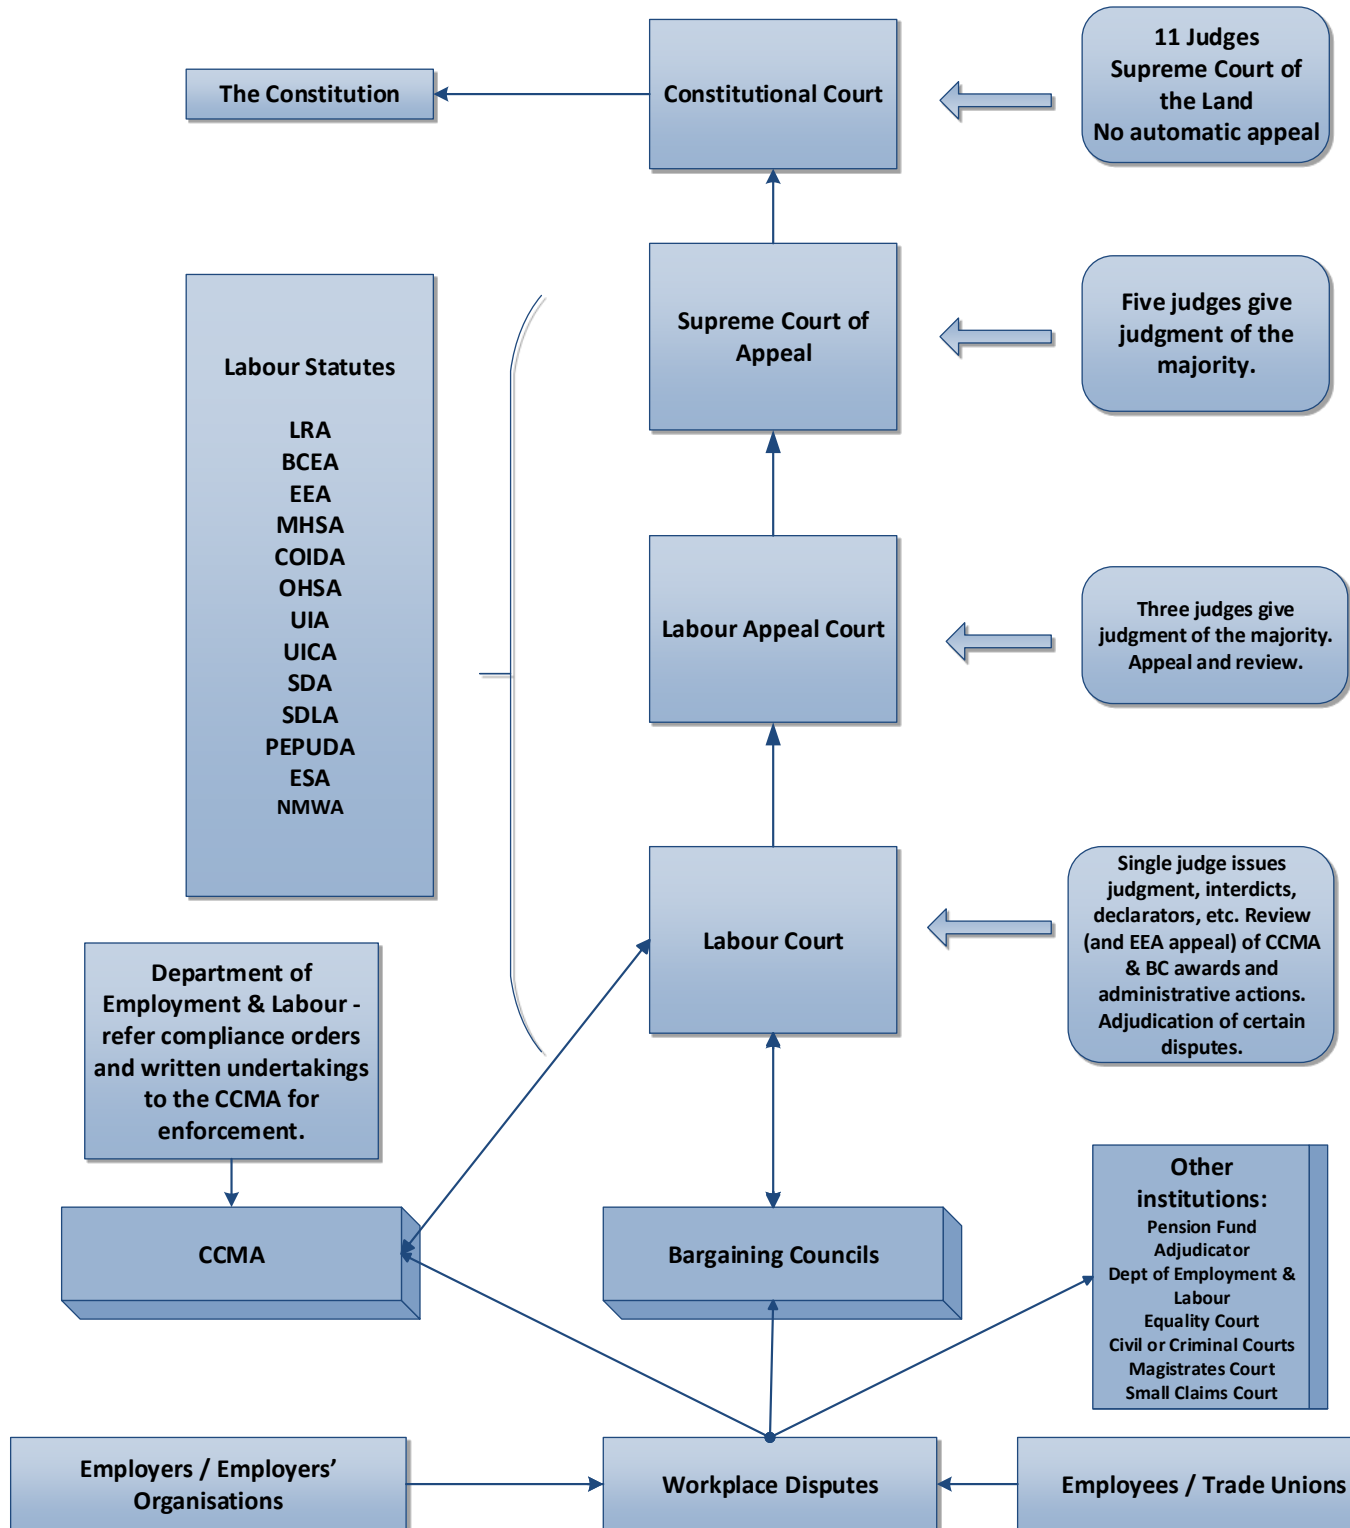 The Constitution
Constitutional Court
11 Judges
Supreme Court of
the Land
No automatic appeal
Labour Statutes
LRA
BCEA
EEA
MHSA
COIDA
OHSA
UIA
UICA
SDA
SDLA
PEPUDA
ESA
NMWA
Supreme Court of
Appeal
Five judges give
judgment of the
majority.
Labour Appeal Court
Three judges give
judgment of the majority.
Appeal and review.
Labour Court
Single judge issues
judgment, interdicts,
declarators, etc. Review
(and EEA appeal) of CCMA
& BC awards and
administrative actions.
Adjudication of certain
disputes.
Department of
Employment & Labour -
refer compliance orders
and written undertakings
to the CCMA for
enforcement.
CCMA
Bargaining Councils
Other
institutions:
Pension Fund
Adjudicator
Dept of Employment &
Labour
Equality Court
Civil or Criminal Courts
Magistrates Court
Small Claims Court
Employers / Employers’
Organisations
Workplace Disputes
Employees / Trade Unions